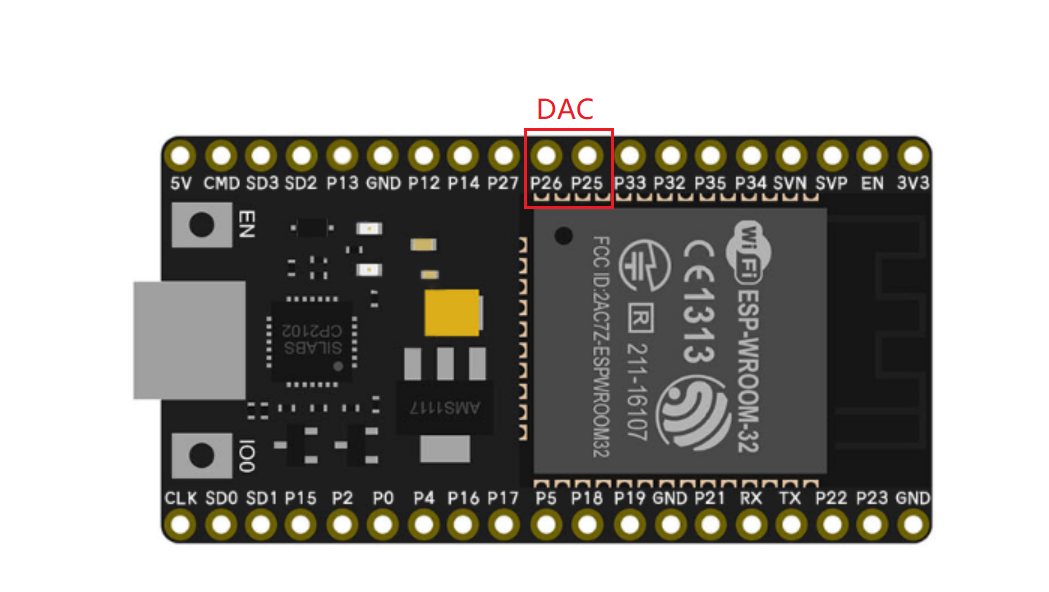 DAC
5V CMD SD3 SD2 P13 GND P12 P14 P27 P26 P25 P33 P32 P35 P34 SVN SVP EN 3V3
EN
SILABS
CP2102
AMS1117
IO0
FCC ID:2AC7Z-ESPWROOM32
R 211-16107
CE1313
Wi Fi ESP-WROOM-32
CLK SD0 SD1 P15 P2 P0 P4 P16 P17 P5 P18 P19 GND P21 RX TX P22 P23 GND